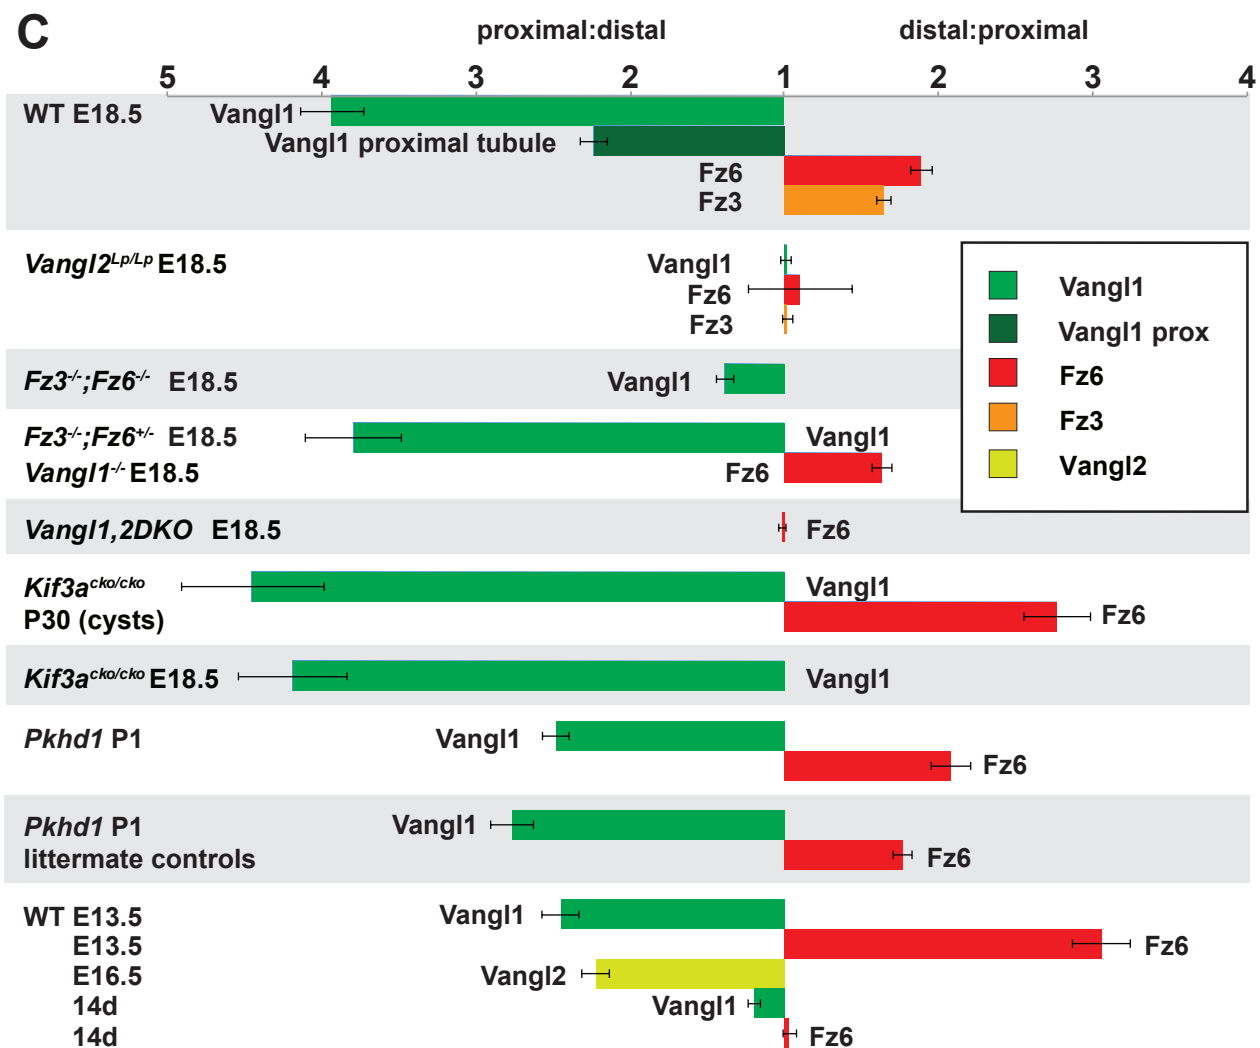 C
proximal:distal distal:proximal
5 4 3 2 1 2 3 4
WT E18.5 Vangl1
Vangl1 proximal tubule
Fz6
Fz3
Vangl2Lp/Lp E18.5 Vangl1
Fz6
Fz3
Vangl1
Vangl1 prox
Fz6
Fz3
Vangl2
Fz3-/-;Fz6-/- E18.5 Vangl1
Fz3-/-;Fz6+/- E18.5 Vangl1
Vangl1-/- E18.5 Fz6
Vangl1,2DKO E18.5 Fz6
Kif3acko/cko Vangl1
P30 (cysts) Fz6
Kif3acko/cko E18.5 Vangl1
Pkhd1 P1 Vangl1
Fz6
Pkhd1 P1 Vangl1
littermate controls Fz6
WT E13.5 Vangl1
E13.5 Fz6
E16.5 Vangl2
14d Vangl1
14d Fz6